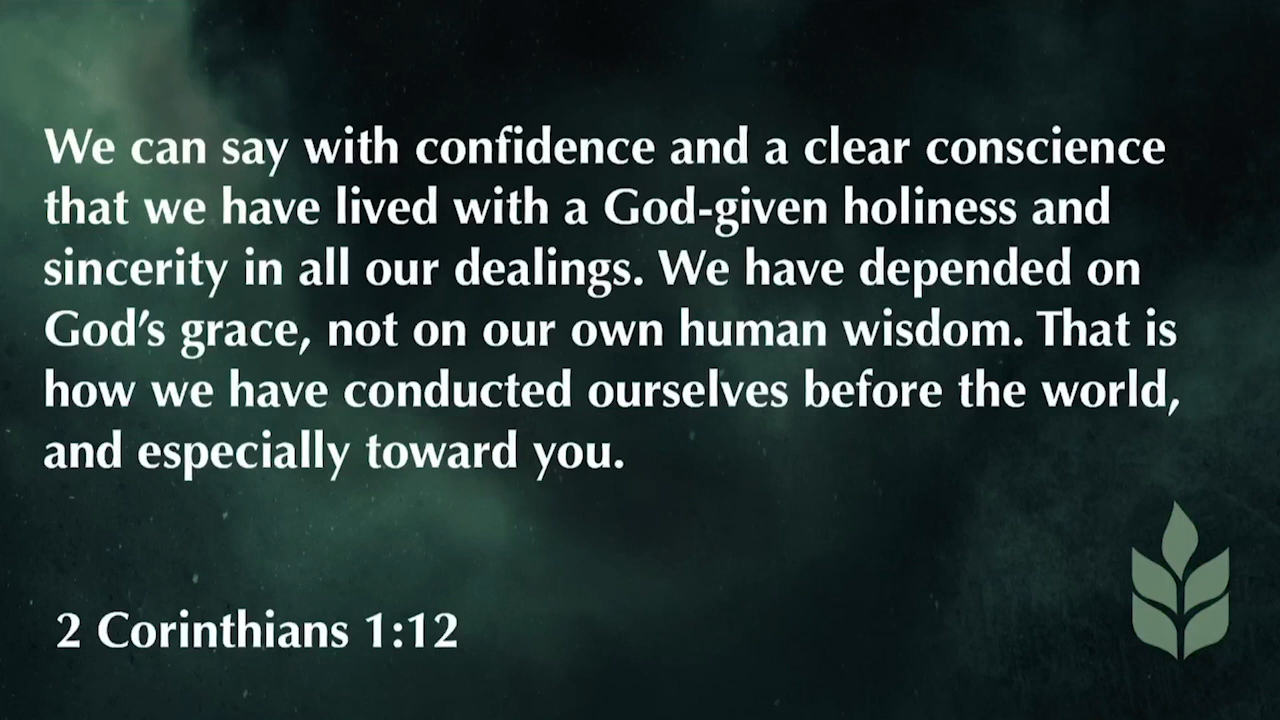 We can say with confidence and a clear conscience
that we have lived with a God-given holiness and
sincerity in all our dealings. We have depended on
God’s grace, not on our own human wisdom. That is
how we have conducted ourselves before the world,
and especially toward you.
2 Corinthians 1:12